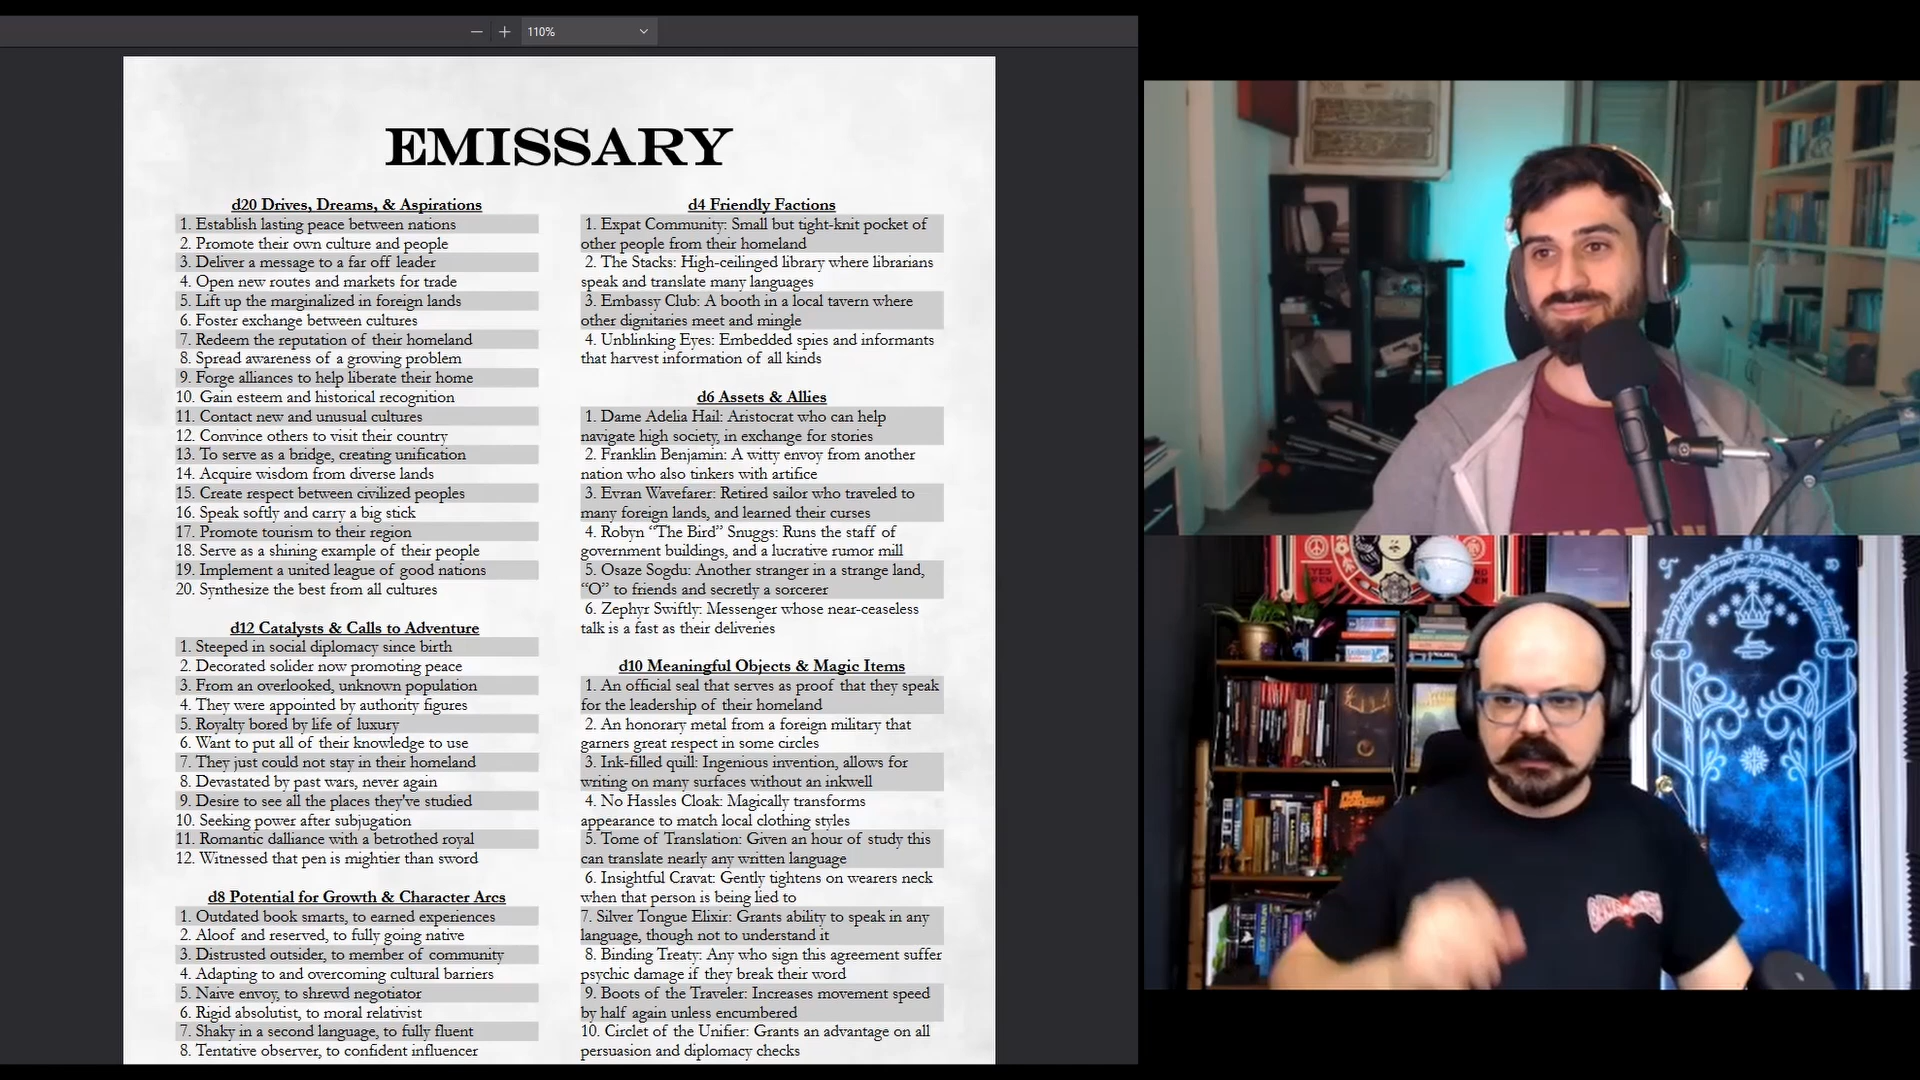 110%
EMISSARY
d20 Drives, Dreams, & Aspirations
1. Establish lasting peace between nations
2. Promote their own culture and people
3. Deliver a message to a far off leader
4. Open new routes and markets for trade
5. Lift up the marginalized in foreign lands
6. Foster exchange between cultures
7. Redeem the reputation of their homeland
8. Spread awareness of a growing problem
9. Forge alliances to help liberate their home
10. Gain esteem and historical recognition
11. Contact new and unusual cultures
12. Convince others to visit their country
13. To serve as a bridge, creating unification
14. Acquire wisdom from diverse lands
15. Create respect between civilized peoples
16. Speak softly and carry a big stick
17. Promote tourism to their region
18. Serve as a shining example of their people
19. Implement a united league of good nations
20. Synthesize the best from all cultures
d12 Catalysts & Calls to Adventure
1. Steeped in social diplomacy since birth
2. Decorated solider now promoting peace
3. From an overlooked, unknown population
4. They were appointed by authority figures
5. Royalty bored by life of luxury
6. Want to put all of their knowledge to use
7. They just could not stay in their homeland
8. Devastated by past wars, never again
9. Desire to see all the places they've studied
10. Seeking power after subjugation
11. Romantic dalliance with a betrothed royal
12. Witnessed that pen is mightier than sword
d8 Potential for Growth & Character Arcs
1. Outdated book smarts, to earned experiences
2. Aloof and reserved, to fully going native
3. Distrusted outsider, to member of community
4. Adapting to and overcoming cultural barriers
5. Naive envoy, to shrewd negotiator
6. Rigid absolutist, to moral relativist
7. Shaky in a second language, to fully fluent
8. Tentative observer, to confident influencer
d4 Friendly Factions
1. Expat Community: Small but tight-knit pocket of
other people from their homeland
2. The Stacks: High-ceilinged library where librarians
speak and translate many languages
3. Embassy Club: A booth in a local tavern where
other dignitaries meet and mingle
4. Unblinking Eyes: Embedded spies and informants
that harvest information of all kinds
d6 Assets & Allies
1. Dame Adelia Hail: Aristocrat who can help
navigate high society, in exchange for stories
2. Franklin Benjamin: A witty envoy from another
nation who also tinkers with artifice
3. Evran Wavefarer: Retired sailor who traveled to
many foreign lands, and learned their curses
4. Robyn “The Bird” Snuggs: Runs the staff of
government buildings, and a lucrative rumor mill
5. Osaze Sogdu: Another stranger in a strange land,
“O” to friends and secretly a sorcerer
6. Zephyr Swiftly: Messenger whose near-ceaseless
talk is a fast as their deliveries
d10 Meaningful Objects & Magic Items
1. An official seal that serves as proof that they speak
for the leadership of their homeland
2. An honorary metal from a foreign military that
garners great respect in some circles
3. Ink-filled quill: Ingenious invention, allows for
writing on many surfaces without an inkwell
4. No Hassles Cloak: Magically transforms
appearance to match local clothing styles
5. Tome of Translation: Given an hour of study this
can translate nearly any written language
6. Insightful Cravat: Gently tightens on wearers neck
when that person is being lied to
7. Silver Tongue Elixir: Grants ability to speak in any
language, though not to understand it
8. Binding Treaty: Any who sign this agreement suffer
psychic damage if they break their word
9. Boots of the Traveler: Increases movement speed
by half again unless encumbered
10. Circlet of the Unifier: Grants an advantage on all
persuasion and diplomacy checks